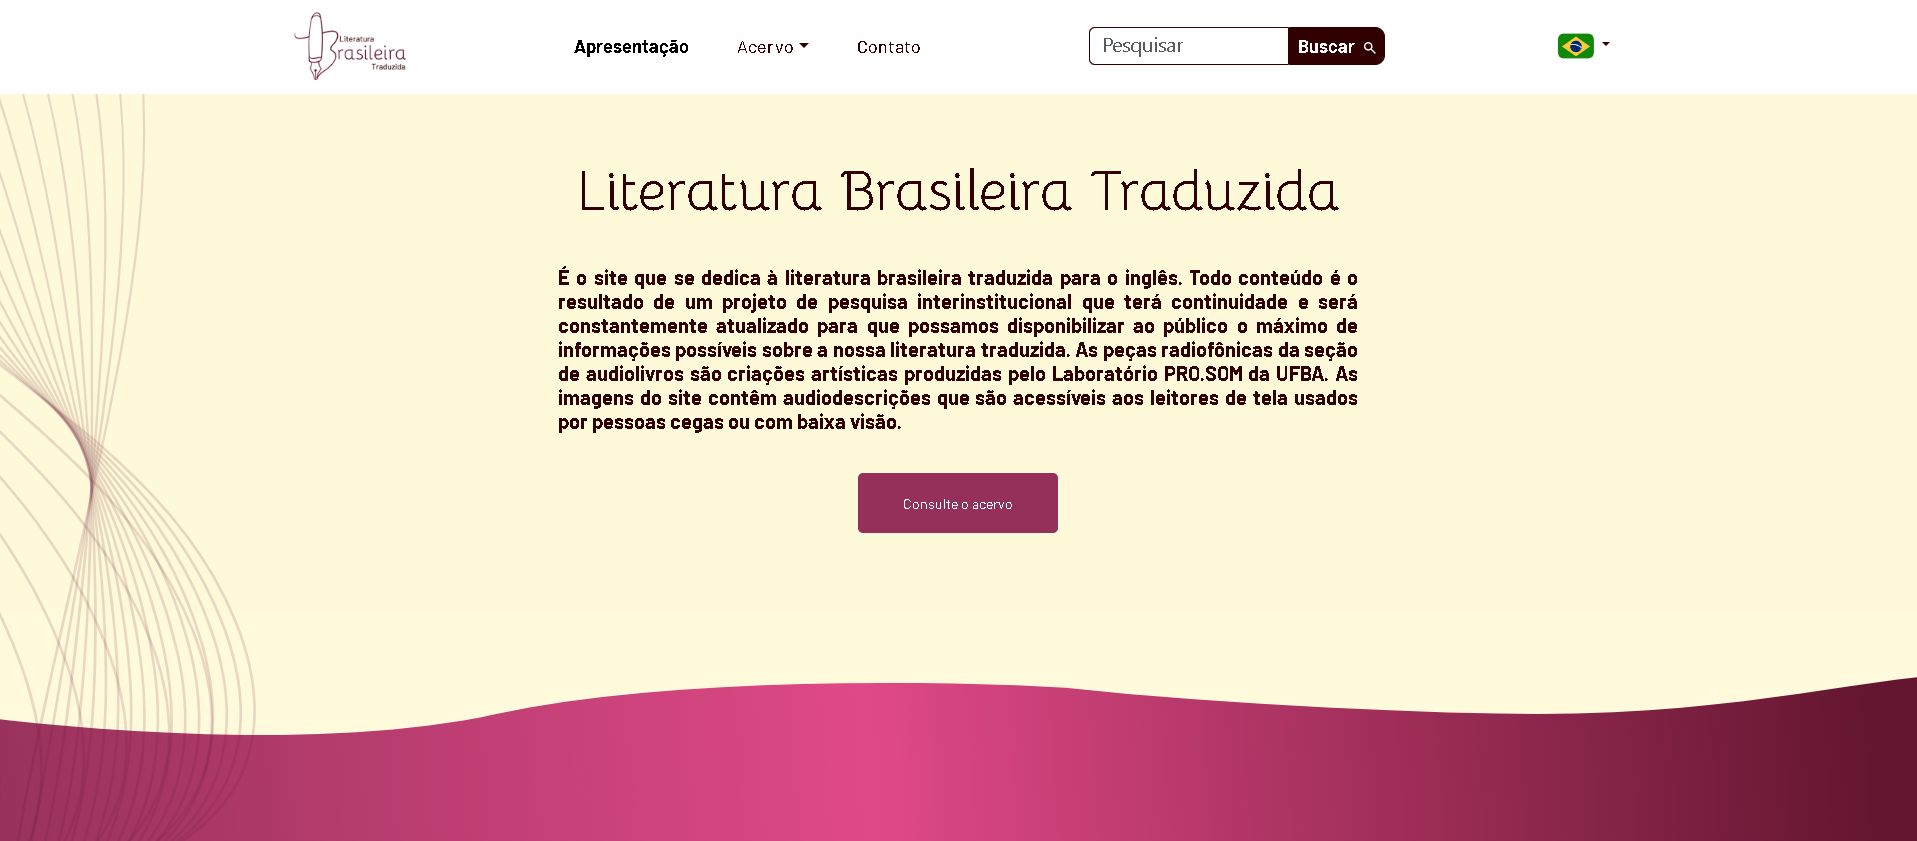 Literatura
Brasileira
Traduzida
Apresentação
Acervo
Contato
Pesquisar
Buscar
Literatura Brasileira Traduzida
É o site que se dedica à literatura brasileira traduzida para o inglês. Todo conteúdo é o
resultado de um projeto de pesquisa interinstitucional que terá continuidade e será
constantemente atualizado para que possamos disponibilizar ao público o máximo de
informações possíveis sobre a nossa literatura traduzida. As peças radiofônicas da seção
de audiolivros são criações artísticas produzidas pelo Laboratório PRO.SOM da UFBA. As
imagens do site contêm audiodescrições que são acessíveis aos leitores de tela usados
por pessoas cegas ou com baixa visão.
Consulte o acervo